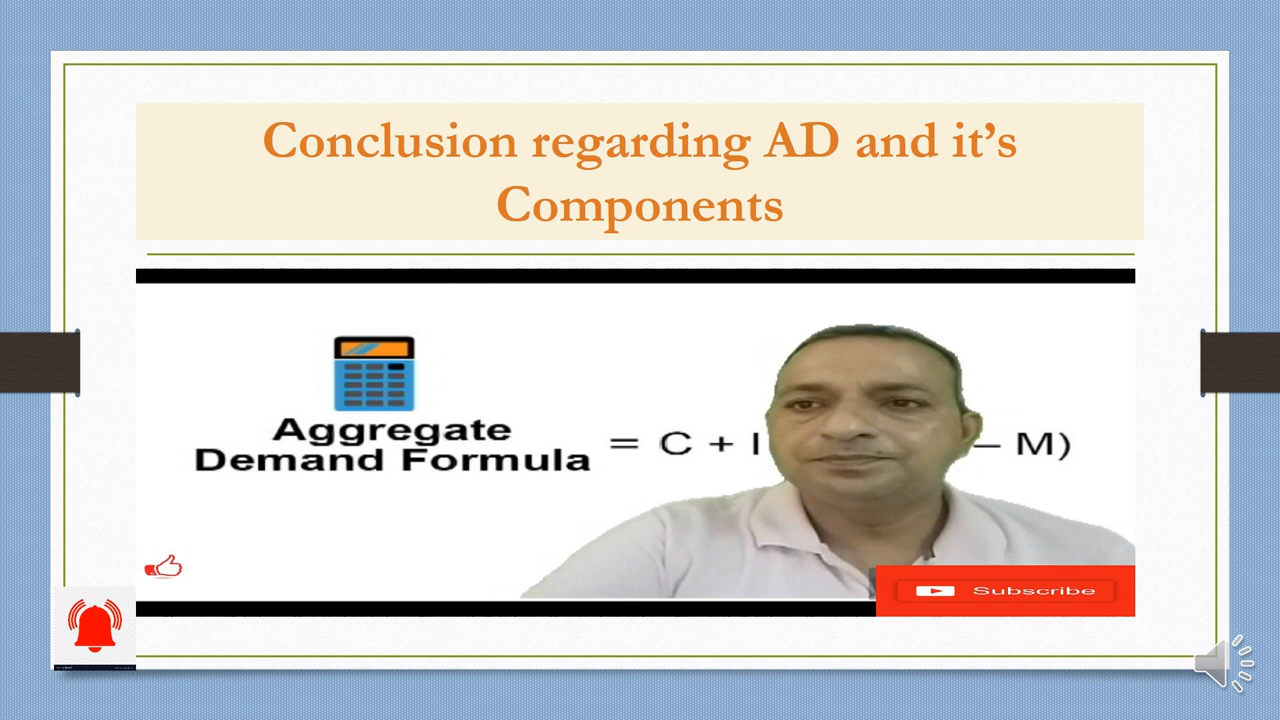 Conclusion regarding AD and it’s
Components
Aggregate
Demand Formula
= C + I – M)
Subscribe